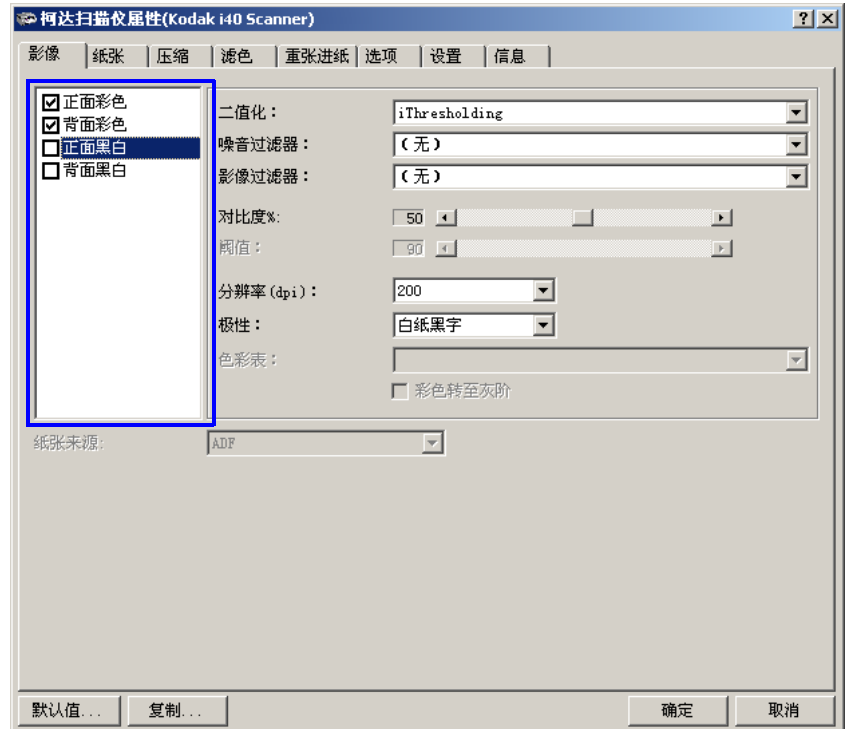 柯达扫描仪属性(Kodak i40 Scanner)
影像 纸张 压缩 滤色 重张进纸 选项 设置 信息
正面彩色
背面彩色
正面黑白
背面黑白
二值化： iThresholding
噪音过滤器： (无)
影像过滤器： (无)
对比度%: 50
阈值： 90
分辨率(dpi)： 200
极性： 白纸黑字
色彩表：
彩色转至灰阶
纸张来源: ADF
默认值... 复制... 确定 取消